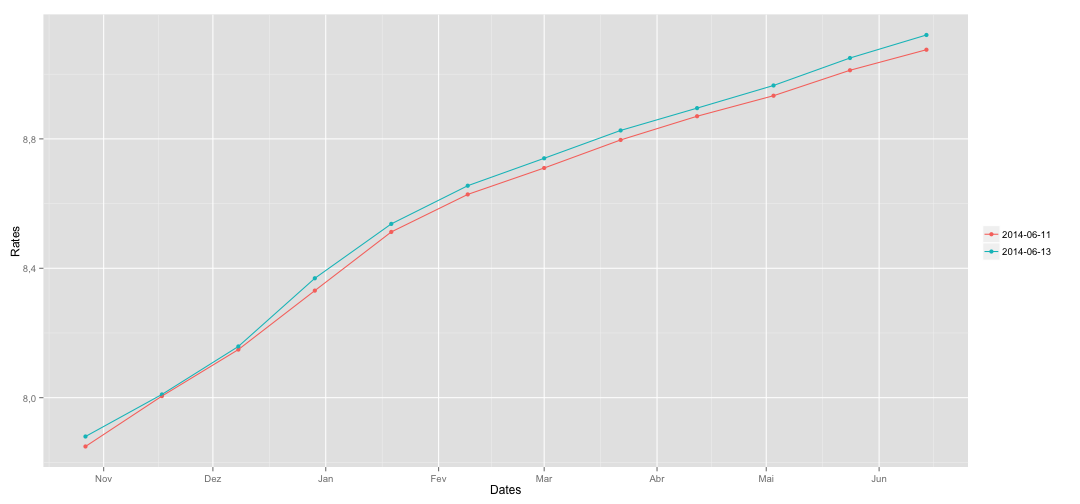 Rates
8,8
8,4
8,0
Nov
Dez
Jan
Fev
Mar
Abr
Mai
Jun
Dates
2014-06-11
2014-06-13